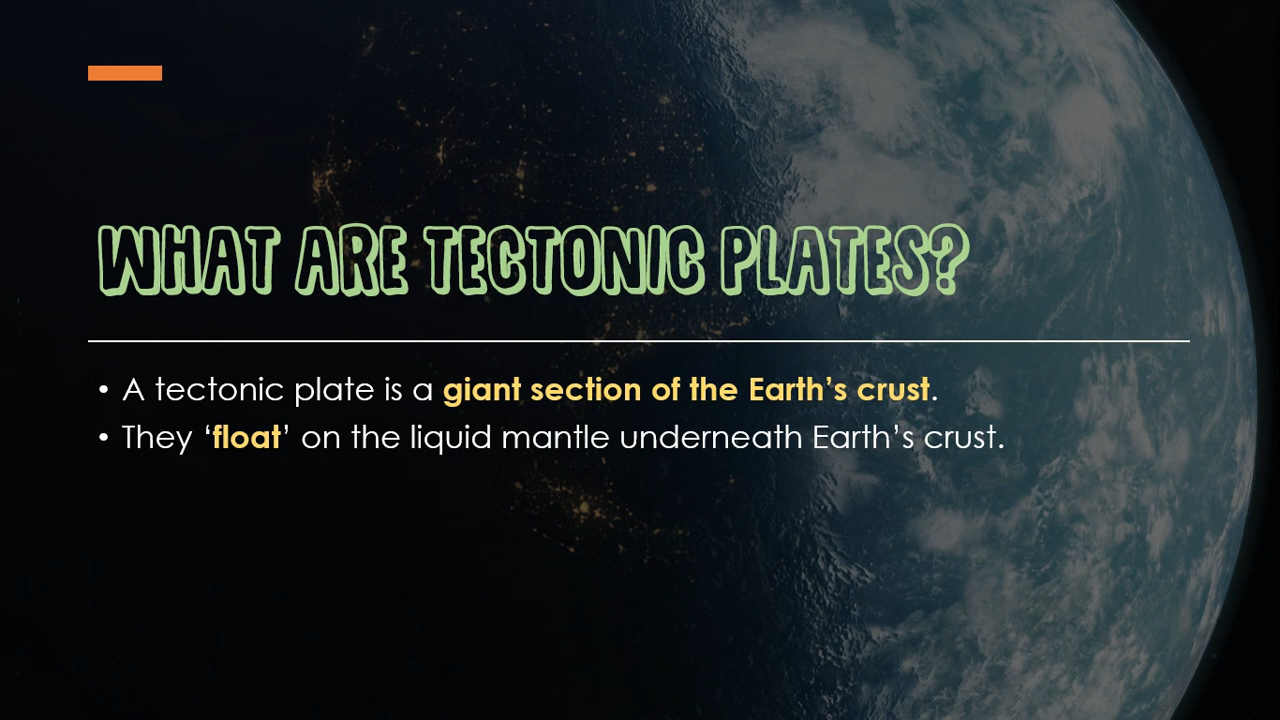 WHAT ARE TECTONIC PLATES?
• A tectonic plate is a giant section of the Earth’s crust.
• They ‘float’ on the liquid mantle underneath Earth’s crust.